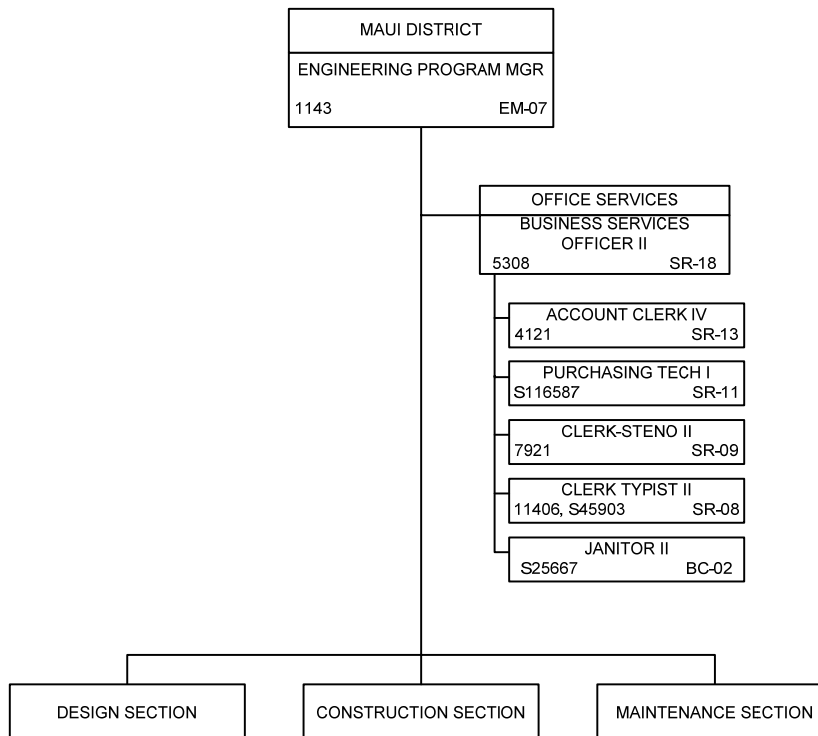 MAUI DISTRICT
ENGINEERING PROGRAM MGR
1143 EM-07
OFFICE SERVICES
BUSINESS SERVICES
OFFICER II
5308 SR-18
ACCOUNT CLERK IV
4121 SR-13
PURCHASING TECH I
S116587 SR-11
CLERK-STENO II
7921 SR-09
CLERK TYPIST II
11406, S45903 SR-08
JANITOR II
S25667 BC-02
DESIGN SECTION
CONSTRUCTION SECTION
MAINTENANCE SECTION